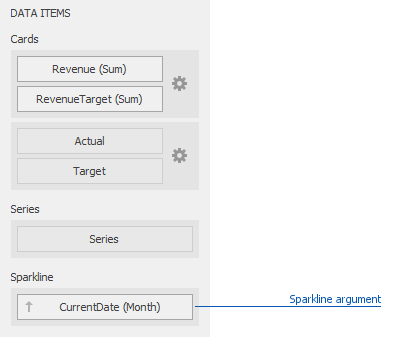 DATA ITEMS
Cards
Revenue (Sum)
RevenueTarget (Sum)
Actual
Target
Series
Series
Sparkline
CurrentDate (Month)
Sparkline argument